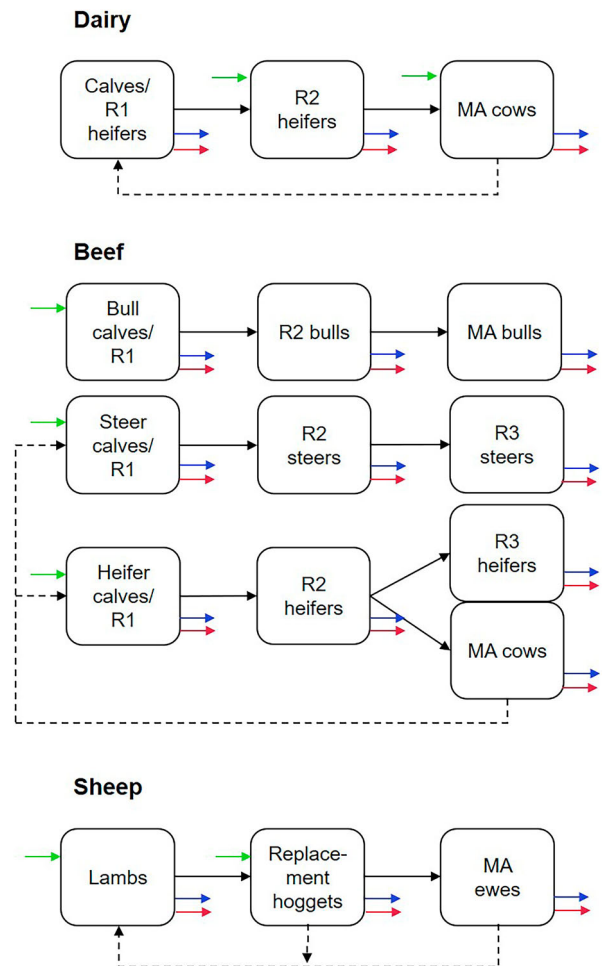 Dairy
Calves/
R1
heifers
R2
heifers
MA cows
Beef
Bull
calves/
R1
R2 bulls
MA bulls
Steer
calves/
R1
R2
steers
R3
steers
Heifer
calves/
R1
R2
heifers
R3
heifers
MA cows
Sheep
Lambs
Replace-
ment
hoggets
MA
ewes